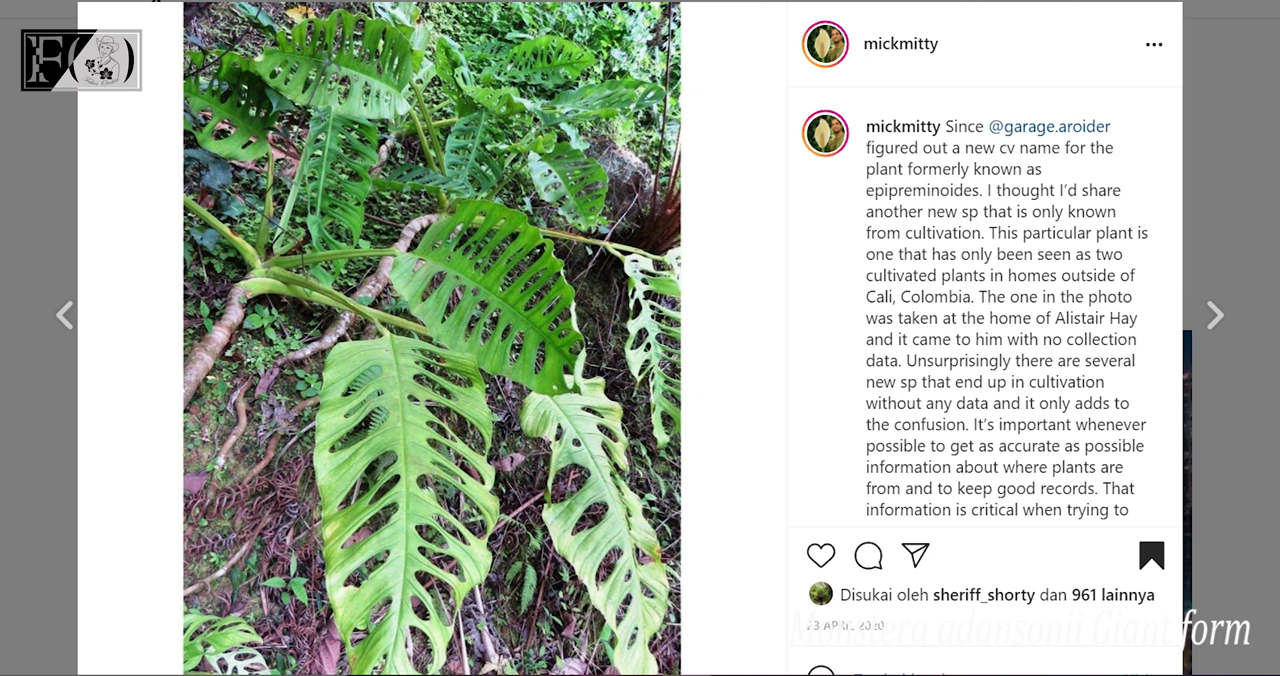 F( )
mickmitty
mickmitty Since @garage.aroider
figured out a new cv name for the
plant formerly known as
epipreminoides. I thought I'd share
another new sp that is only known
from cultivation. This particular plant is
one that has only been seen as two
cultivated plants in homes outside of
Cali, Colombia. The one in the photo
was taken at the home of Alistair Hay
and it came to him with no collection
data. Unsurprisingly there are several
new sp that end up in cultivation
without any data and it only adds to
the confusion. It's important whenever
possible to get as accurate as possible
information about where plants are
from and to keep good records. That
information is critical when trying to
Disukai oleh sheriff_shorty dan 961 lainnya
23 APRIL 2020
Monstera adansonii Giant form